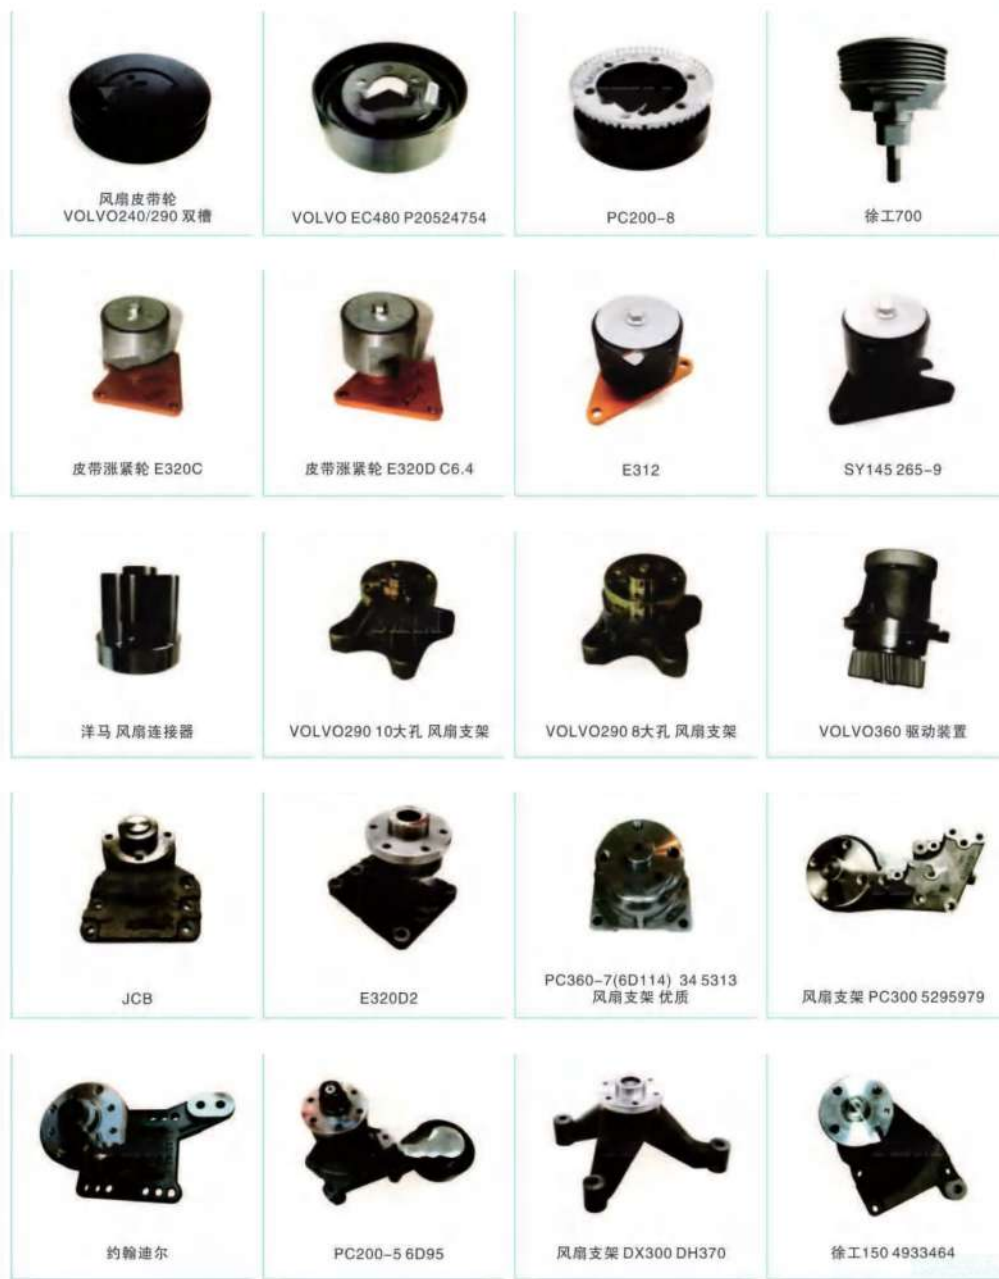 风扇皮带轮
VOLVO240/290 双槽
VOLVO EC480 P20524754
PC200-8
徐工700
皮带涨紧轮 E320C
皮带涨紧轮 E320D C6.4
E312
SY145 265-9
洋马 风扇连接器
VOLVO290 10大孔 风扇支架
VOLVO290 8大孔 风扇支架
VOLVO360 驱动装置
JCB
E320D2
PC360-7(6D114) 34 5313
风扇支架 优质
风扇支架 PC300 5295979
约翰迪尔
PC200-5 6D95
风扇支架 DX300 DH370
徐工150 4933464